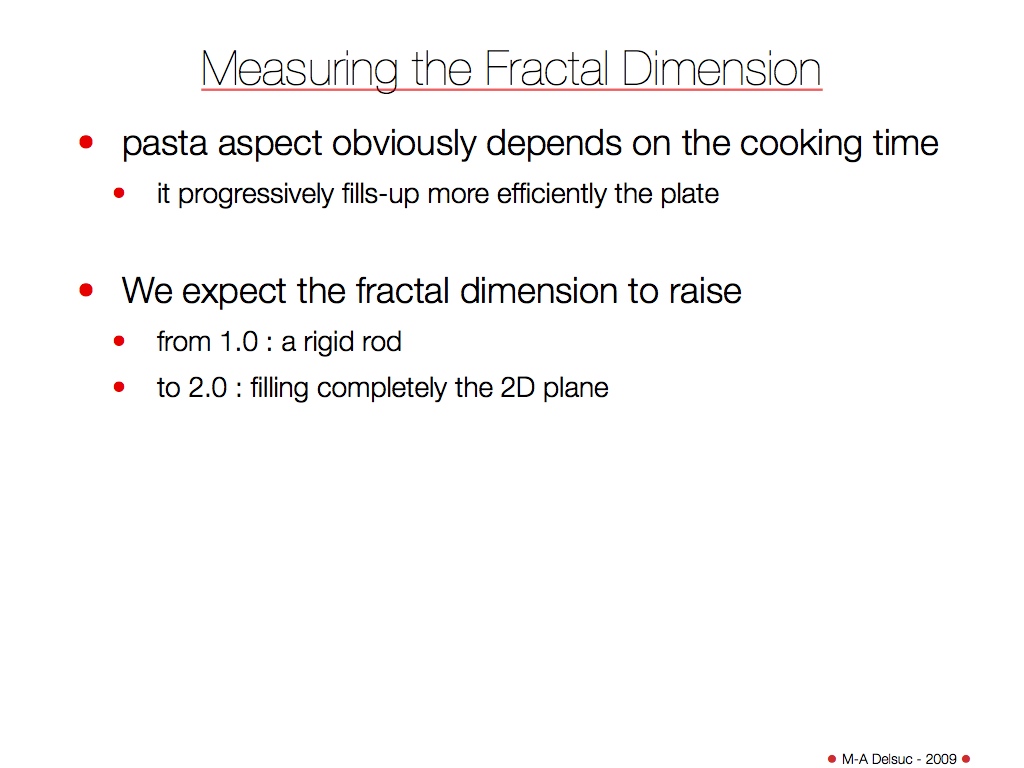 Measuring the Fractal Dimension
• pasta aspect obviously depends on the cooking time
• it progressively fills-up more efficiently the plate
• We expect the fractal dimension to raise
• from 1.0 : a rigid rod
• to 2.0 : filling completely the 2D plane
• M-A Delsuc - 2009 •